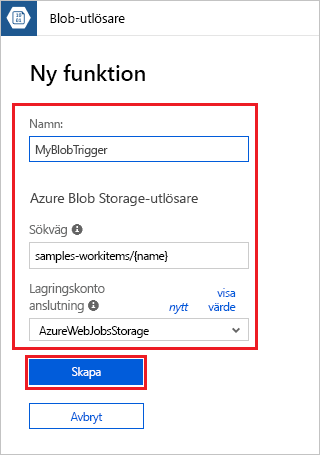 Blob-utlösare
Ny funktion
Namn:
MyBlobTrigger
Azure Blob Storage-utlösare
Sökväg
samples-workitems/{name}
Lagringskonto
anslutning
nytt
visa
värde
AzureWebJobsStorage
Skapa
Avbryt